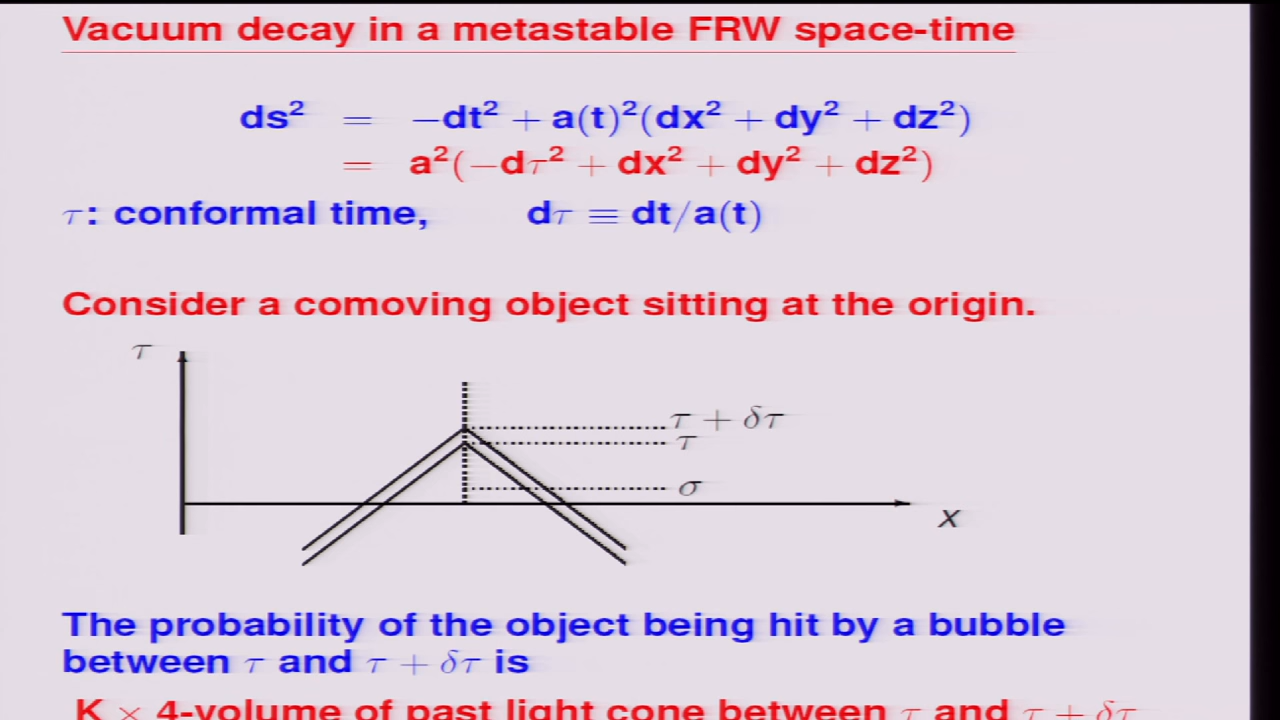 Vacuum decay in a metastable FRW space-time
ds² = −dt² + a(t)²(dx² + dy² + dz²)
= a²(−dτ² + dx² + dy² + dz²)
τ: conformal time, dτ ≡ dt/a(t)
Consider a comoving object sitting at the origin.
τ
τ + δτ
τ
σ
x
The probability of the object being hit by a bubble
between τ and τ + δτ is
K × 4-volume of past light cone between τ and τ + δτ